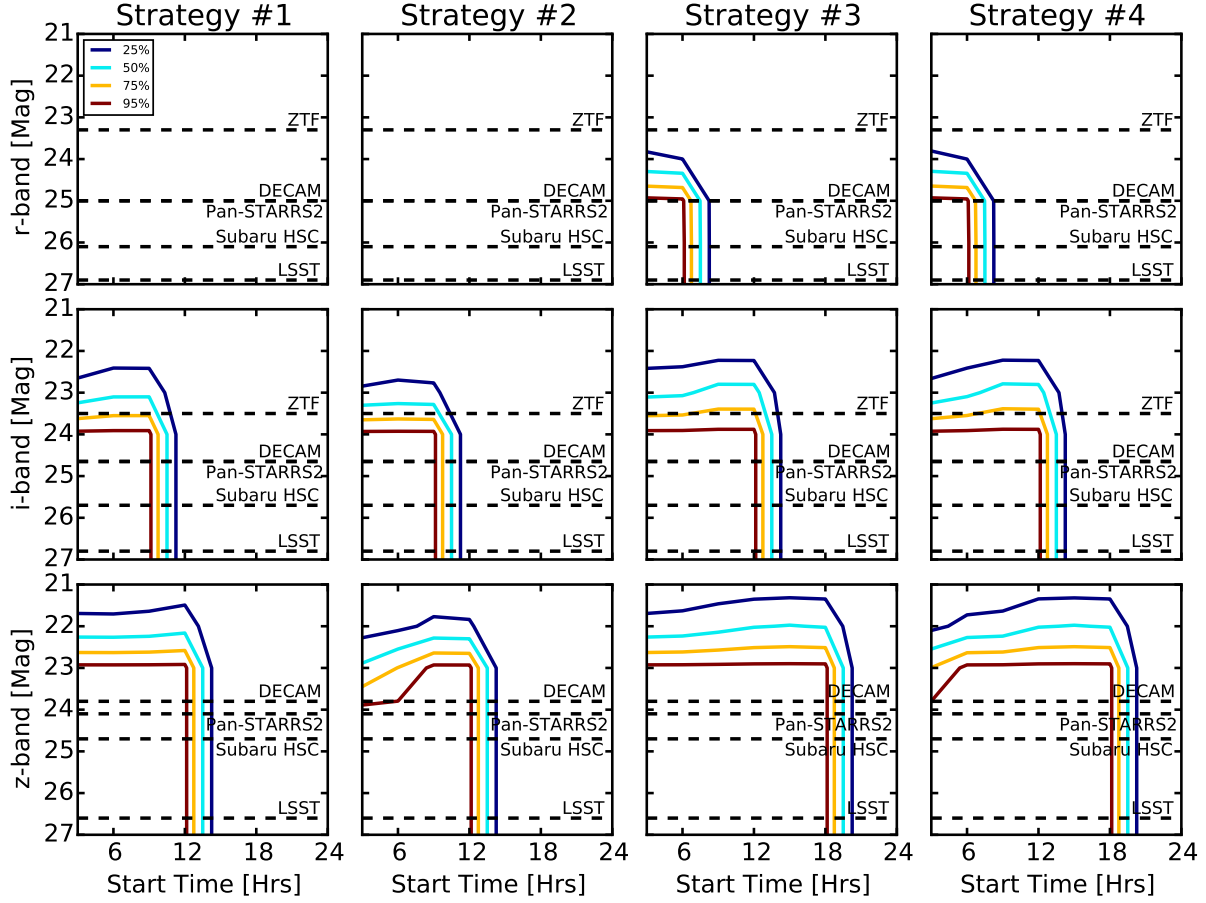 Strategy #1 Strategy #2 Strategy #3 Strategy #4
r-band [Mag]
21
22
23
24
25
26
27
25%
50%
75%
95%
ZTF
DECAM
Pan-STARRS2
Subaru HSC
LSST
ZTF
DECAM
Pan-STARRS2
Subaru HSC
LSST
ZTF
DECAM
Pan-STARRS2
Subaru HSC
LSST
ZTF
DECAM
Pan-STARRS2
Subaru HSC
LSST
i-band [Mag]
21
22
23
24
25
26
27
ZTF
DECAM
Pan-STARRS2
Subaru HSC
LSST
ZTF
DECAM
Pan-STARRS2
Subaru HSC
LSST
ZTF
DECAM
Pan-STARRS2
Subaru HSC
LSST
ZTF
DECAM
Pan-STARRS2
Subaru HSC
LSST
z-band [Mag]
21
22
23
24
25
26
27
DECAM
Pan-STARRS2
Subaru HSC
LSST
DECAM
Pan-STARRS2
Subaru HSC
LSST
DECAM
Pan-STARRS2
Subaru HSC
LSST
DECAM
Pan-STARRS2
Subaru HSC
LSST
6 12 18 24 6 12 18 24 6 12 18 24 6 12 18 24
Start Time [Hrs] Start Time [Hrs] Start Time [Hrs] Start Time [Hrs]